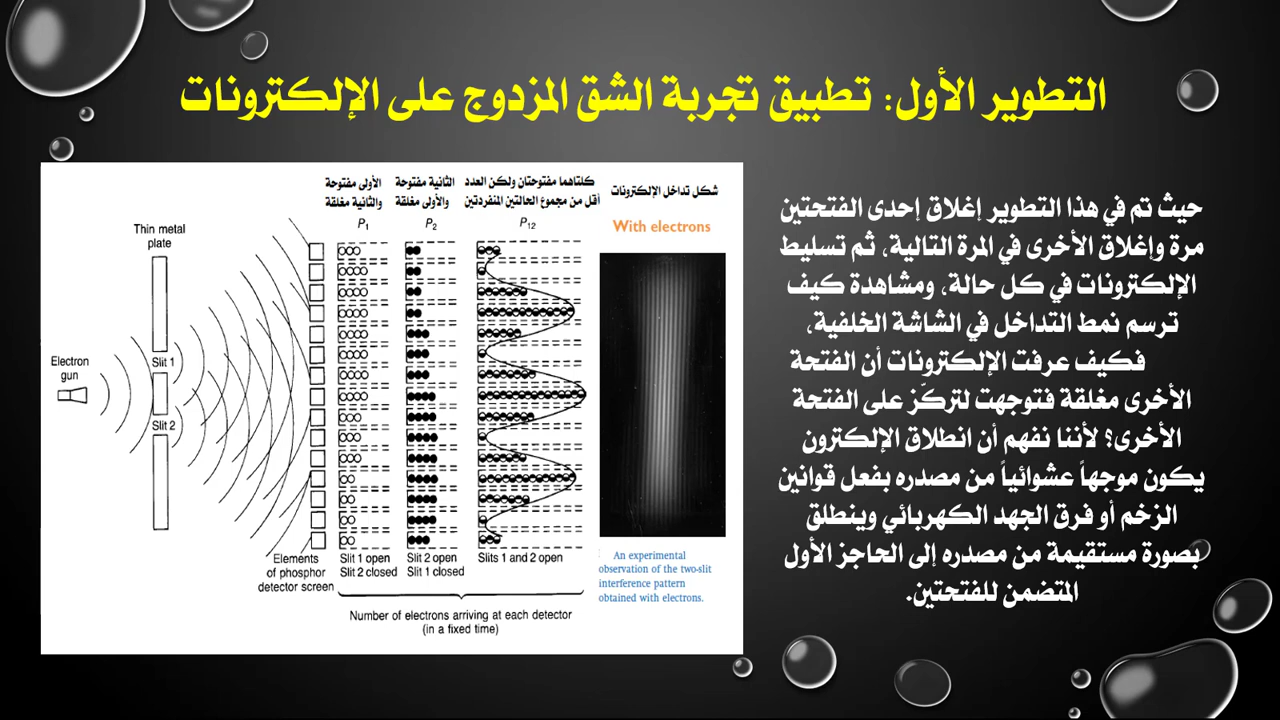 التطوير الأول: تطبيق تجربة الشق المزدوج على الإلكترونات
حيث تم في هذا التطوير إغلاق إحدى الفتحتين
مرة وإغلاق الأخرى في المرة التالية، ثم تسليط
الإلكترونات في كل حالة، ومشاهدة كيف
ترسم نمط التداخل في الشاشة الخلفية،
فكيف عرفت الإلكترونات أن الفتحة
الأخرى مغلقة فتوجهت لتركّز على الفتحة
الأخرى؟ لأننا نفهم أن انطلاق الإلكترون
يكون موجهاً عشوائياً من مصدره بفعل قوانين
الزخم أو فرق الجهد الكهربائي وينطلق
بصورة مستقيمة من مصدره إلى الحاجز الأول
المتضمن للفتحتين.
شكل تداخل الإلكترونات
كلتاهما مفتوحتان ولكن العدد
أقل من مجموع الحالتين المنفردتين
الثانية مفتوحة
والأولى مغلقة
الأولى مفتوحة
والثانية مغلقة
P1
P2
P12
With electrons
Thin metal
plate
Electron
gun
Slit 1
Slit 2
Elements
of phosphor
detector screen
Slit 1 open
Slit 2 closed
Slit 2 open
Slit 1 closed
Slits 1 and 2 open
Number of electrons arriving at each detector
(in a fixed time)
An experimental
observation of the two-slit
interference pattern
obtained with electrons.